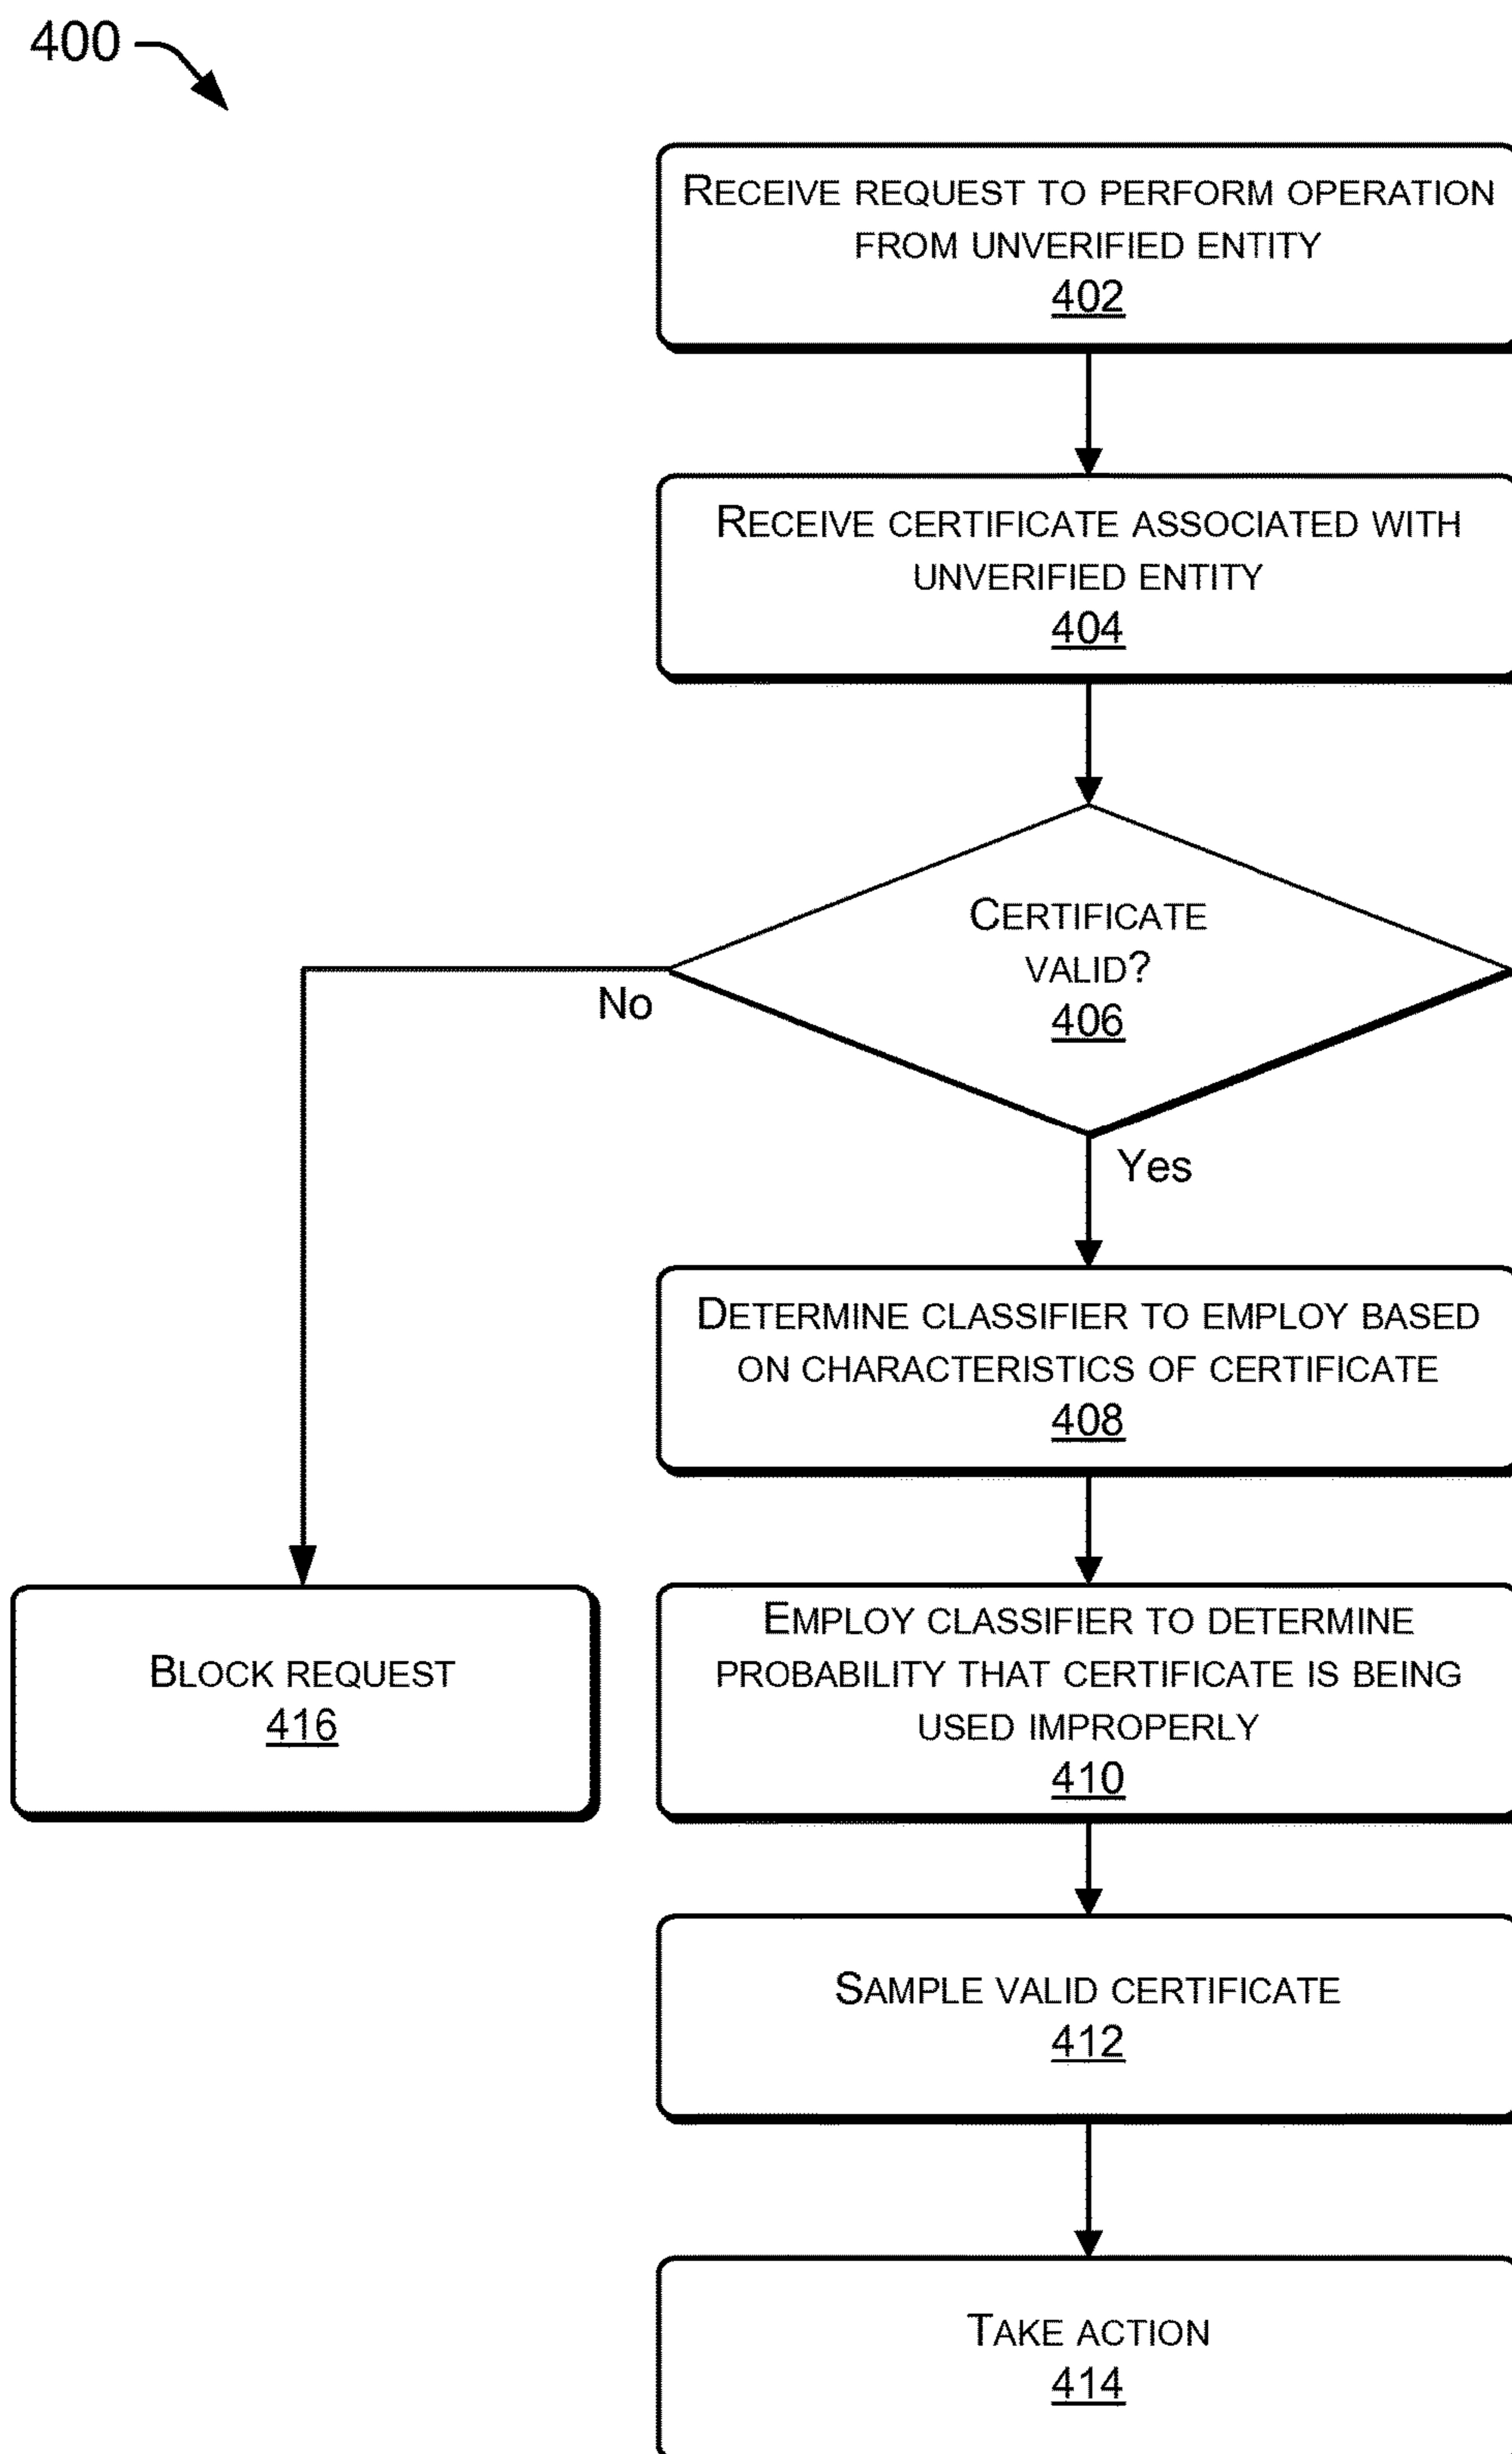 400
RECEIVE REQUEST TO PERFORM OPERATION
FROM UNVERIFIED ENTITY
402
RECEIVE CERTIFICATE ASSOCIATED WITH
UNVERIFIED ENTITY
404
CERTIFICATE
VALID?
406
No
Yes
DETERMINE CLASSIFIER TO EMPLOY BASED
ON CHARACTERISTICS OF CERTIFICATE
408
EMPLOY CLASSIFIER TO DETERMINE
PROBABILITY THAT CERTIFICATE IS BEING
USED IMPROPERLY
410
BLOCK REQUEST
416
SAMPLE VALID CERTIFICATE
412
TAKE ACTION
414